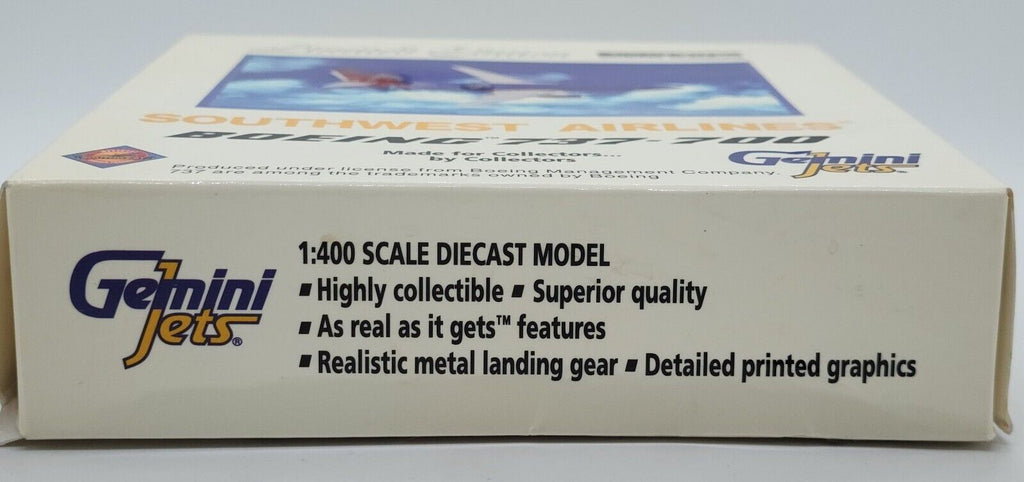 SOUTHWEST AIRLINES®
BOEING™ 737-700
Made for Collectors...
by Collectors
Gemini
Jets
Produced under license from Boeing Management Company.
737 are among the trademarks owned by Boeing
Gemini
Jets®
1:400 SCALE DIECAST MODEL
▪ Highly collectible ▪ Superior quality
▪ As real as it gets™ features
▪ Realistic metal landing gear ▪ Detailed printed graphics